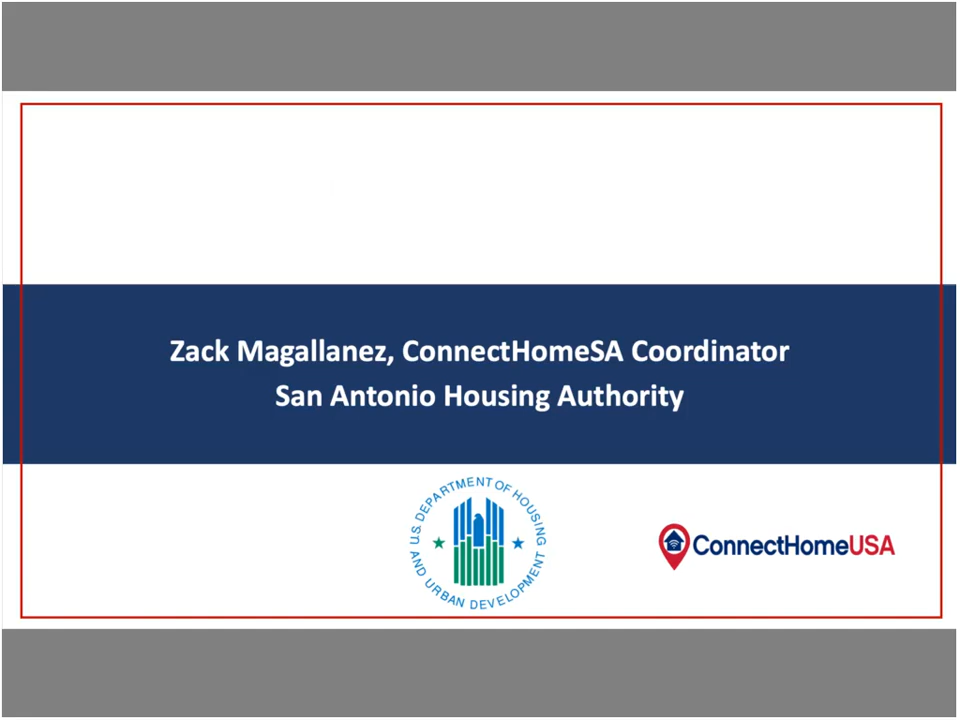 Zack Magallanez, ConnectHomeSA Coordinator
San Antonio Housing Authority
U.S. DEPARTMENT OF HOUSING
AND URBAN DEVELOPMENT
ConnectHomeUSA